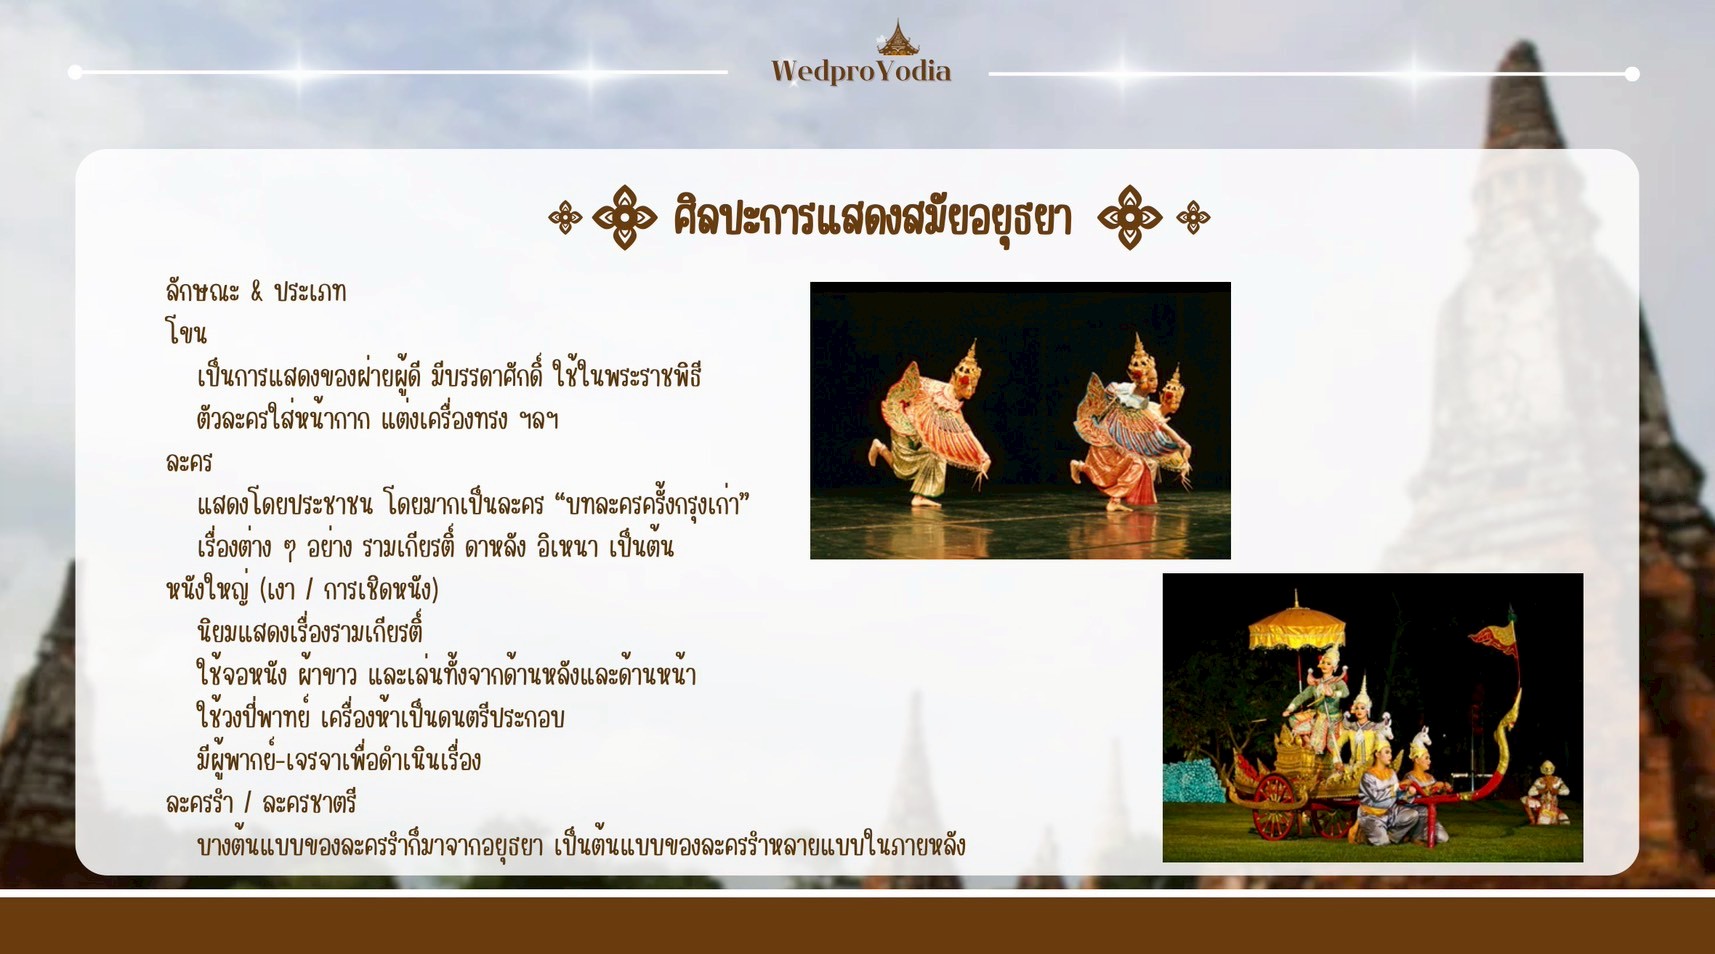 WedproYodia
ศิลปะการแสดงสมัยอยุธยา
ลักษณะ & ประเภท
โขน
เป็นการแสดงของฝ่ายผู้ดี มีบรรดาศักดิ์ ใช้ในพระราชพิธี
ตัวละครใส่หน้ากาก แต่งเครื่องทรง ฯลฯ
ละคร
แสดงโดยประชาชน โดยมากเป็นละคร “บทละครครั้งกรุงเก่า”
เรื่องต่าง ๆ อย่าง รามเกียรติ์ ดาหลัง อิเหนา เป็นต้น
หนังใหญ่ (เงา / การเชิดหนัง)
นิยมแสดงเรื่องรามเกียรติ์
ใช้จอหนัง ผ้าขาว และเล่นทั้งจากด้านหลังและด้านหน้า
ใช้วงปี่พาทย์ เครื่องห้าเป็นดนตรีประกอบ
มีผู้พากย์-เจรจาเพื่อดำเนินเรื่อง
ละครรำ / ละครชาตรี
บางต้นแบบของละครรำก็มาจากอยุธยา เป็นต้นแบบของละครรำหลายแบบในภายหลัง